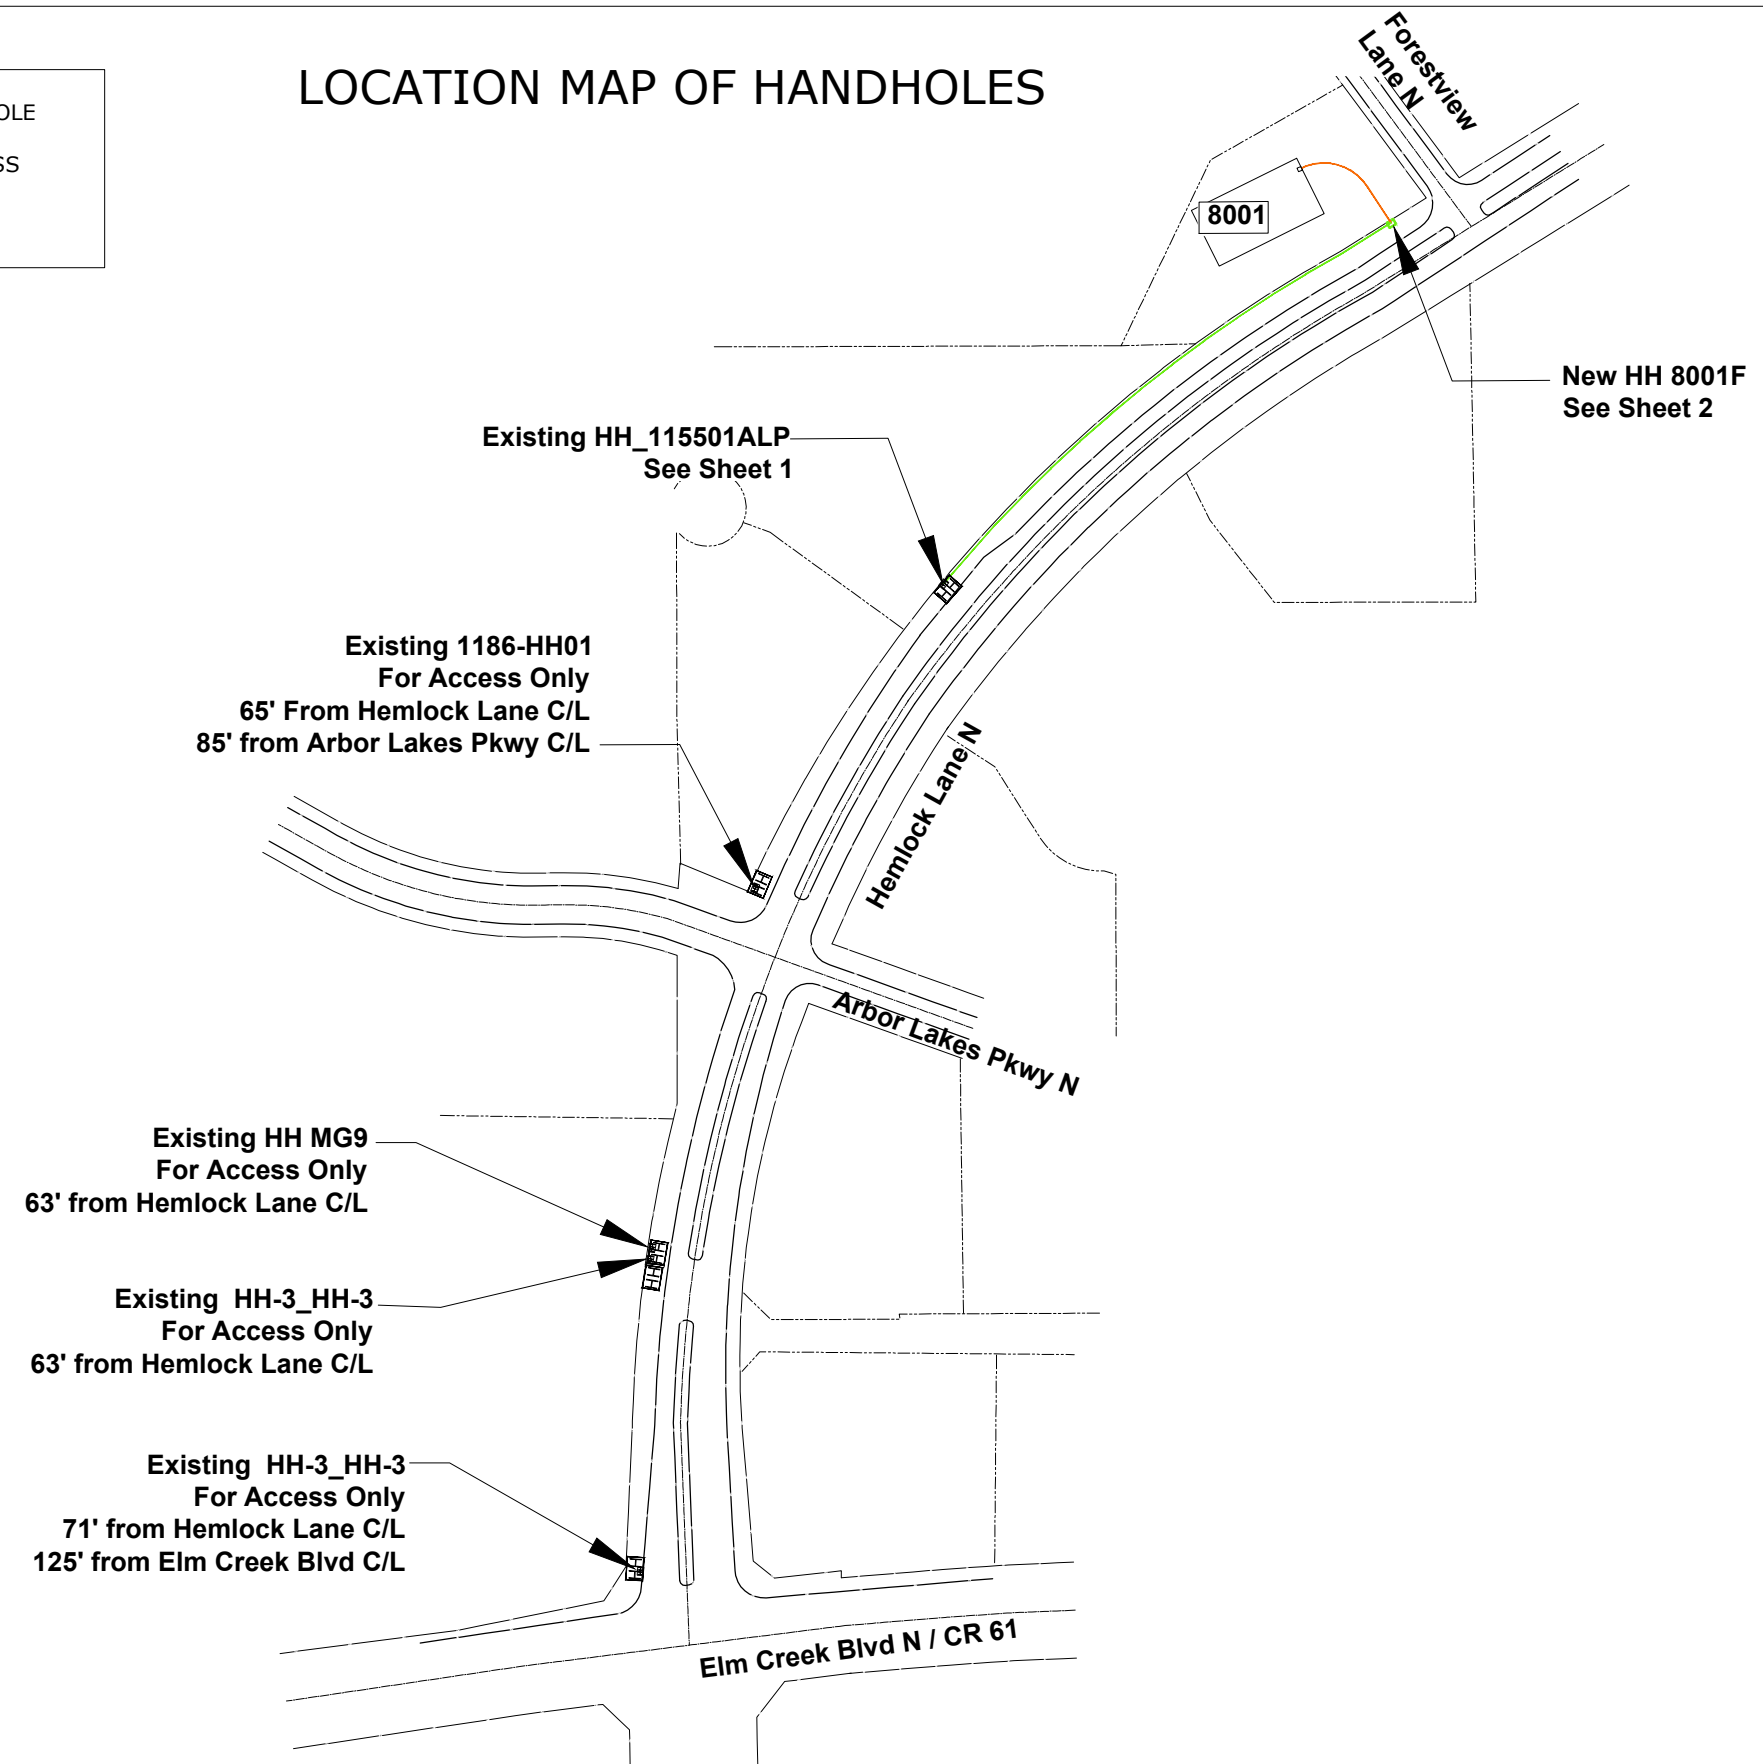 LOCATION MAP OF HANDHOLES
OLE
SS
Forestview
Lane N
8001
New HH 8001F
See Sheet 2
Existing HH_115501ALP
See Sheet 1
Existing 1186-HH01
For Access Only
65' From Hemlock Lane C/L
85' from Arbor Lakes Pkwy C/L
Hemlock Lane N
Arbor Lakes Pkwy N
Existing HH MG9
For Access Only
63' from Hemlock Lane C/L
Existing  HH-3_HH-3
For Access Only
63' from Hemlock Lane C/L
Existing  HH-3_HH-3
For Access Only
71' from Hemlock Lane C/L
125' from Elm Creek Blvd C/L
Elm Creek Blvd N / CR 61